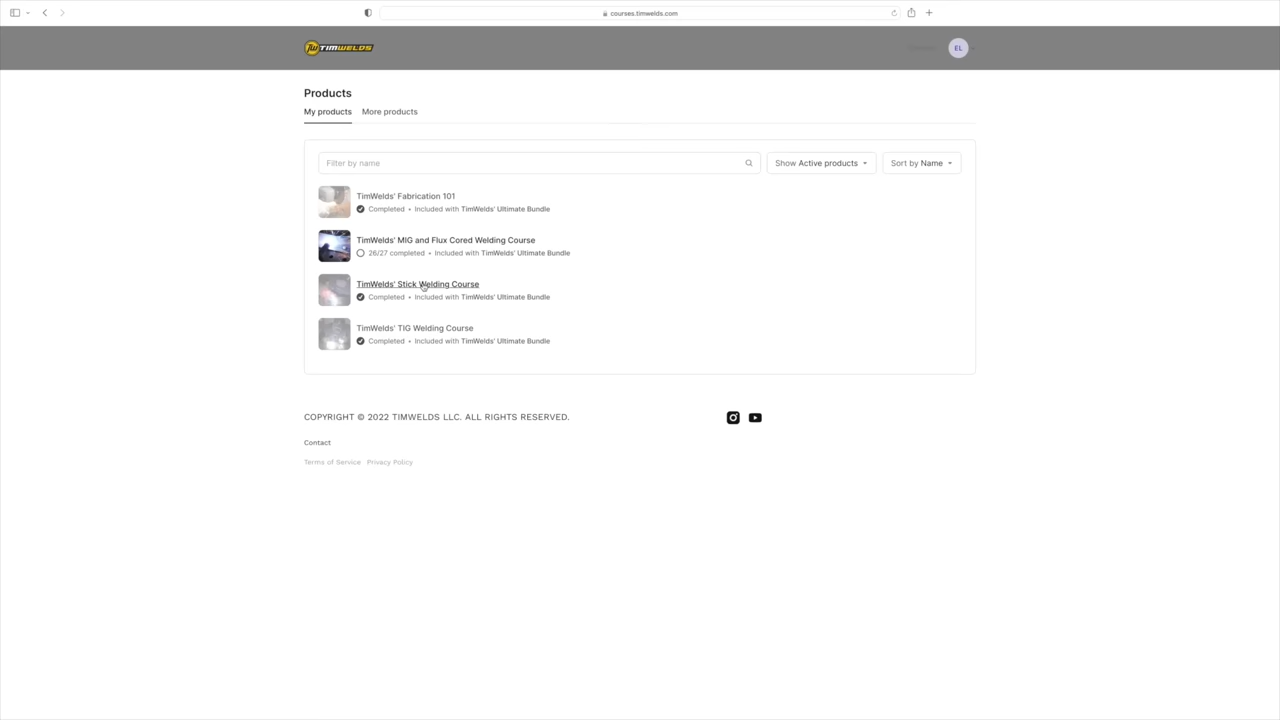 courses.timwelds.com
TW TIMWELDS
EL
Products
My products More products
Filter by name
Show Active products
Sort by Name
TimWelds' Fabrication 101
Completed • Included with TimWelds' Ultimate Bundle
TimWelds' MIG and Flux Cored Welding Course
26/27 completed • Included with TimWelds' Ultimate Bundle
TimWelds' Stick Welding Course
Completed • Included with TimWelds' Ultimate Bundle
TimWelds' TIG Welding Course
Completed • Included with TimWelds' Ultimate Bundle
COPYRIGHT © 2022 TIMWELDS LLC. ALL RIGHTS RESERVED.
Contact
Terms of Service Privacy Policy